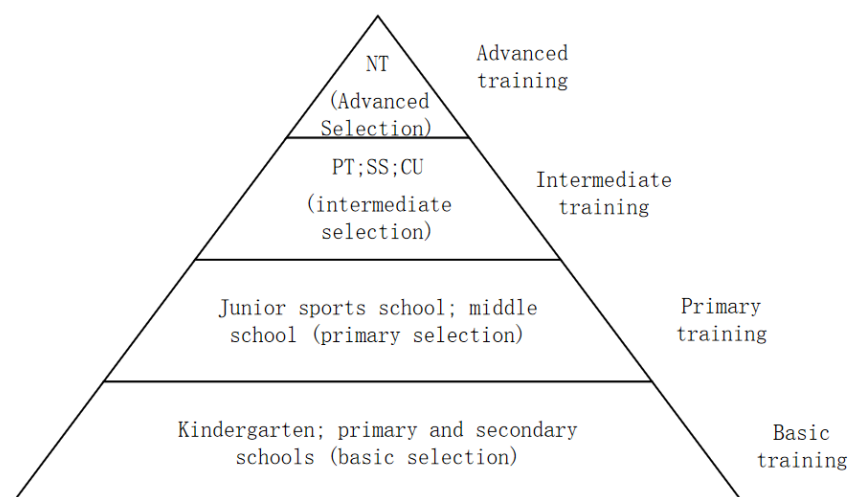 NT
(Advanced
Selection)
Advanced
training
PT;SS;CU
(intermediate
selection)
Intermediate
training
Junior sports school; middle
school (primary selection)
Primary
training
Kindergarten; primary and secondary
schools (basic selection)
Basic
training